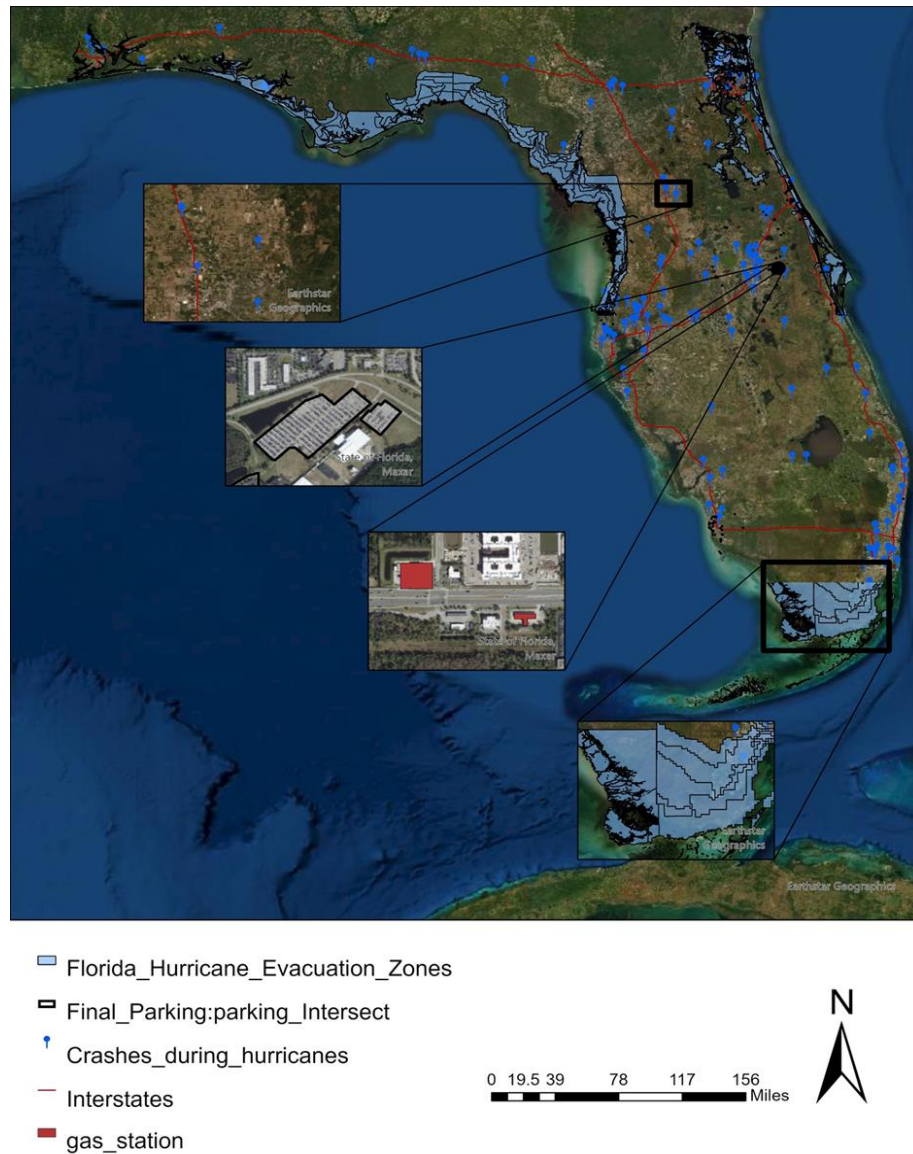 Earthstar
Geographics
State of Florida,
Maxar
State of Florida,
Maxar
Earthstar
Geographics
Earthstar Geographics
Florida_Hurricane_Evacuation_Zones
Final_Parking:parking_Intersect
Crashes_during_hurricanes
Interstates
gas_station
0 19.5 39 78 117 156
Miles
N